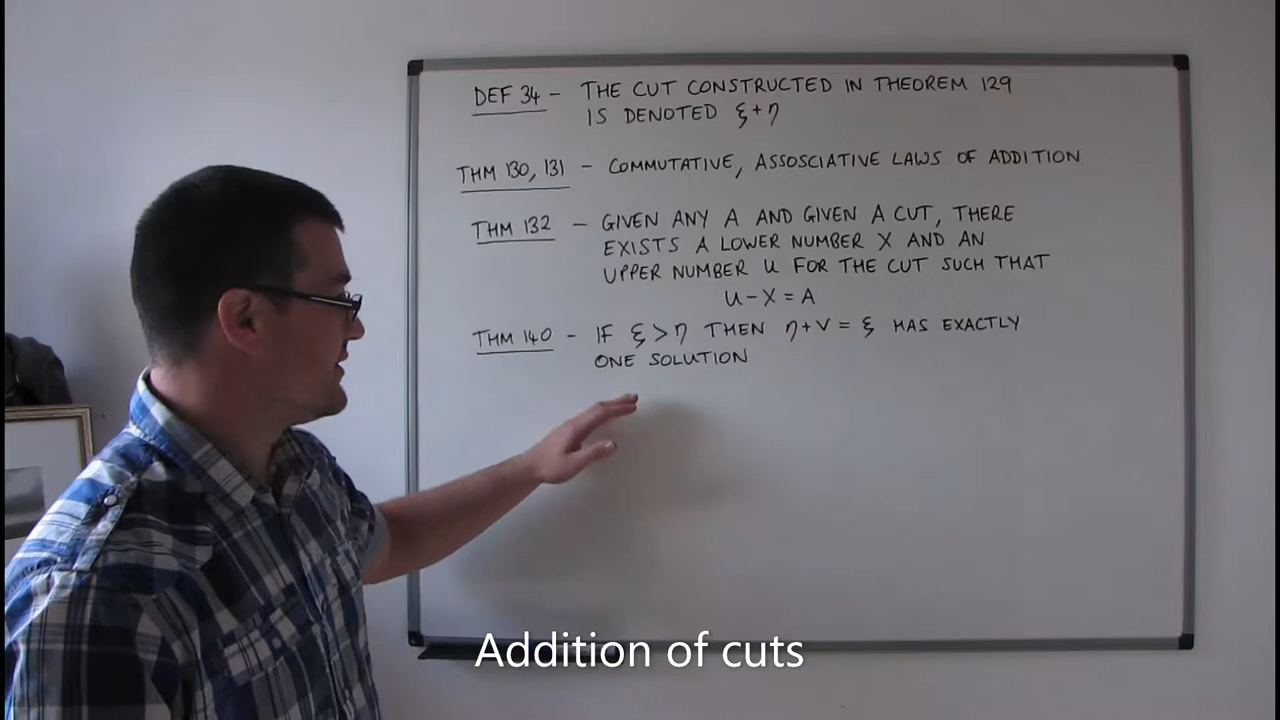 DEF 34 - THE CUT CONSTRUCTED IN THEOREM 129
IS DENOTED ξ+η
THM 130, 131 - COMMUTATIVE, ASSOSCIATIVE LAWS OF ADDITION
THM 132 - GIVEN ANY A AND GIVEN A CUT, THERE
EXISTS A LOWER NUMBER X AND AN
UPPER NUMBER U FOR THE CUT SUCH THAT
U-X=A
THM 140 - IF ξ>η THEN η+V=ξ HAS EXACTLY
ONE SOLUTION
Addition of cuts